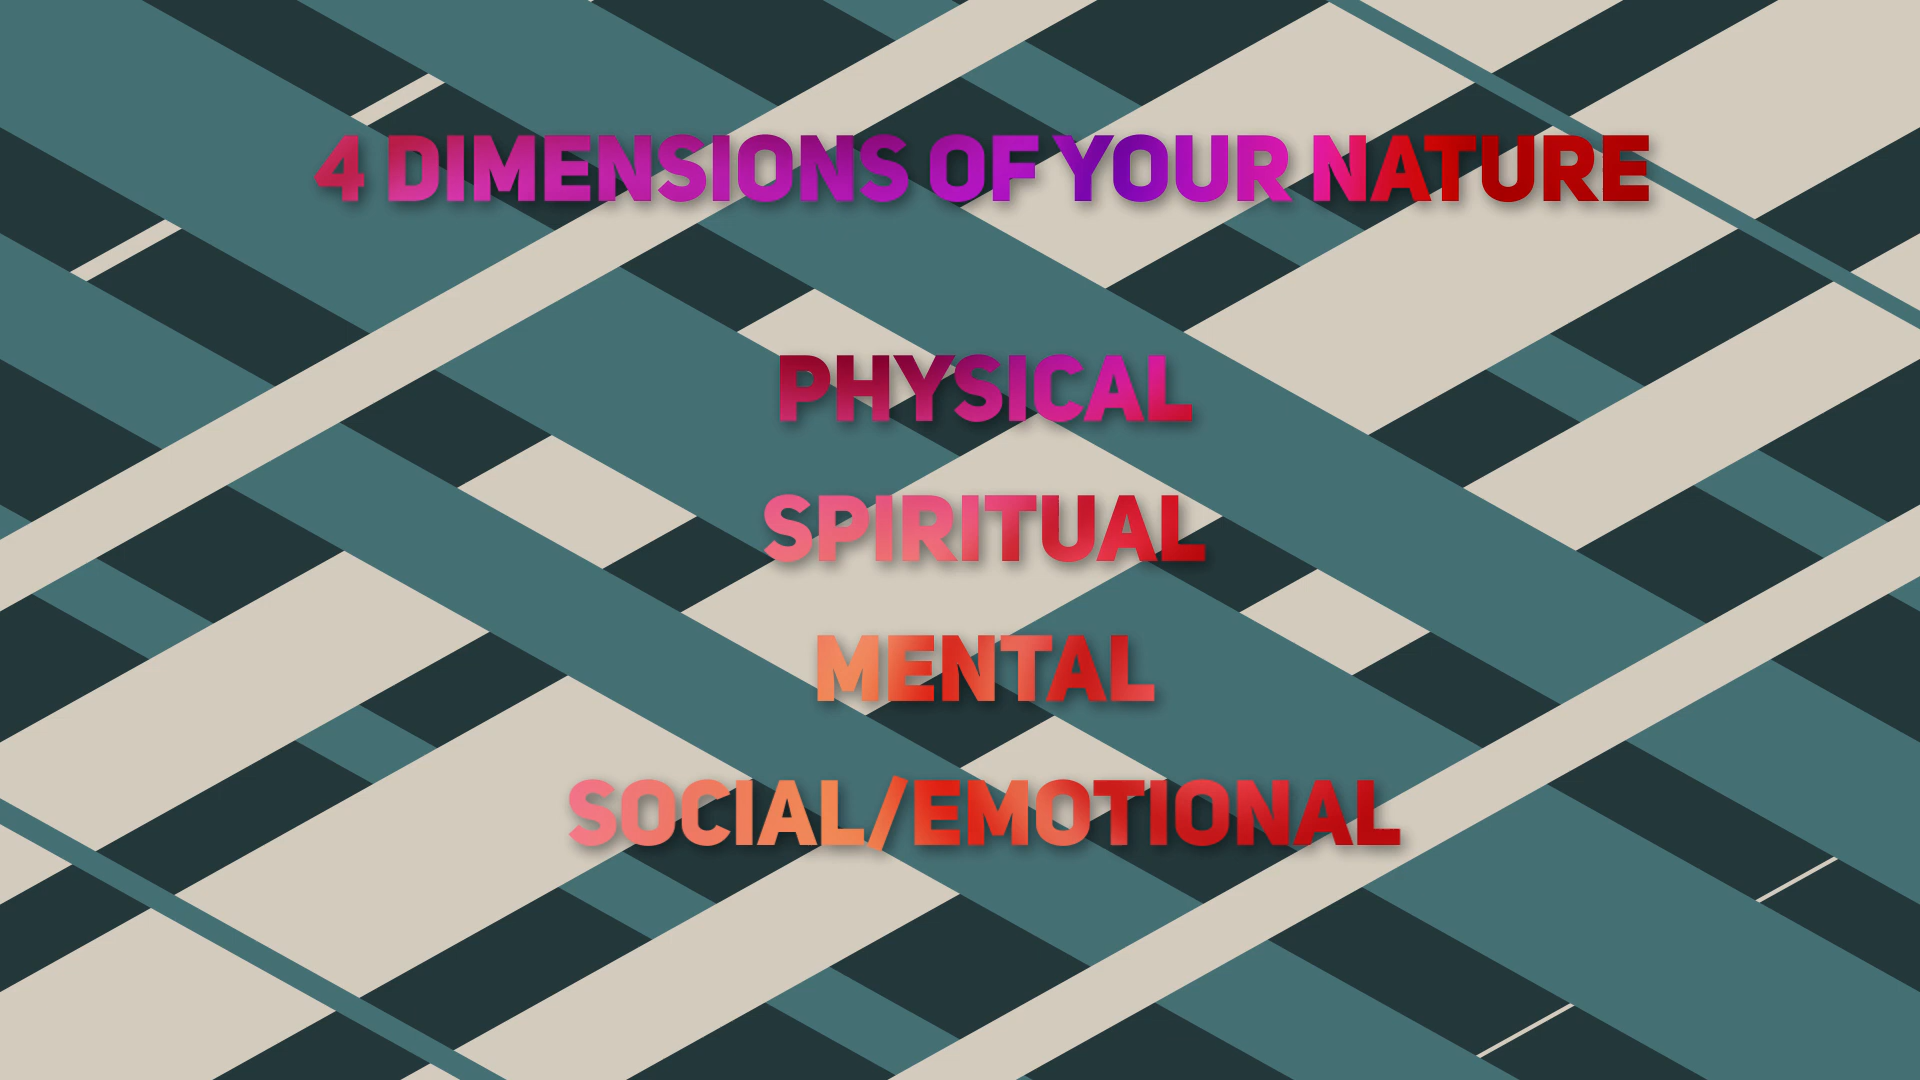 4 DIMENSIONS OF YOUR NATURE
PHYSICAL
SPIRITUAL
MENTAL
SOCIAL/EMOTIONAL